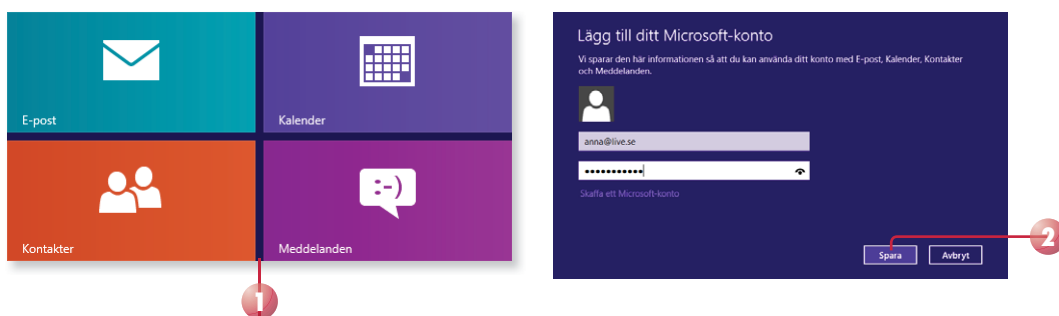 E-post
Kalender
Kontakter
:-)
Meddelanden
1
Lägg till ditt Microsoft-konto
Vi sparar den här informationen så att du kan använda ditt konto med E-post, Kalender, Kontakter
och Meddelanden.
anna@live.se
•••••••••••
Skaffa ett Microsoft-konto
Spara
Avbryt
2